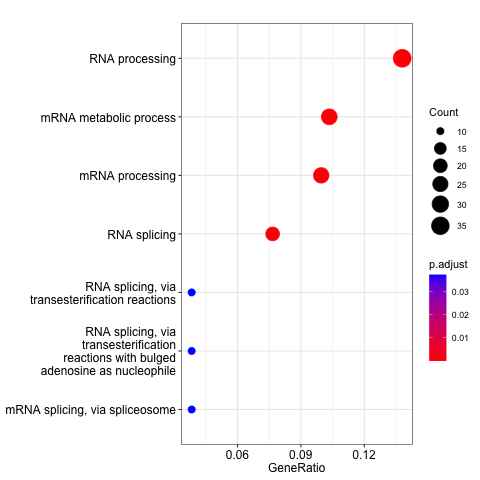 RNA processing
mRNA metabolic process
mRNA processing
RNA splicing
RNA splicing, via
transesterification reactions
RNA splicing, via
transesterification
reactions with bulged
adenosine as nucleophile
mRNA splicing, via spliceosome
0.06
0.09
0.12
GeneRatio
Count
10
15
20
25
30
35
p.adjust
0.03
0.02
0.01